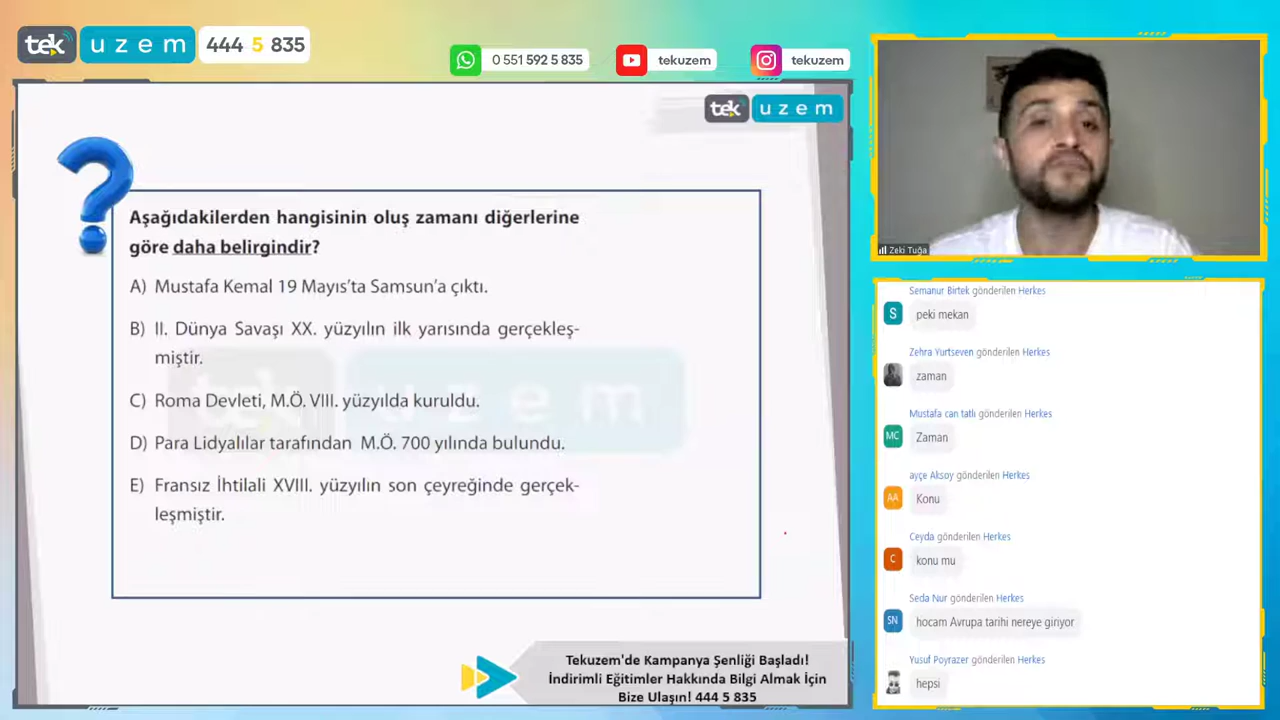 tek uzem 444 5 835
0 551 592 5 835 tekuzem tekuzem
tek uzem
Aşağıdakilerden hangisinin oluş zamanı diğerlerine
göre daha belirgindir?
A) Mustafa Kemal 19 Mayıs'ta Samsun'a çıktı.
B) II. Dünya Savaşı XX. yüzyılın ilk yarısında gerçekleş-
miştir.
C) Roma Devleti, M.Ö. VIII. yüzyılda kuruldu.
D) Para Lidyalılar tarafından M.Ö. 700 yılında bulundu.
E) Fransız İhtilali XVIII. yüzyılın son çeyreğinde gerçek-
leşmiştir.
tek uzem
Tekuzem'de Kampanya Şenliği Başladı!
İndirimli Eğitimler Hakkında Bilgi Almak İçin
Bize Ulaşın! 444 5 835
Zeki Tuğa
Semanur Birtek gönderilen Herkes
S peki mekan
Zehra Yurtseven gönderilen Herkes
zaman
Mustafa can tatlı gönderilen Herkes
MC Zaman
ayçe Aksoy gönderilen Herkes
AA Konu
Ceyda gönderilen Herkes
C konu mu
Seda Nur gönderilen Herkes
SN hocam Avrupa tarihi nereye giriyor
Yusuf Poyrazer gönderilen Herkes
hepsi